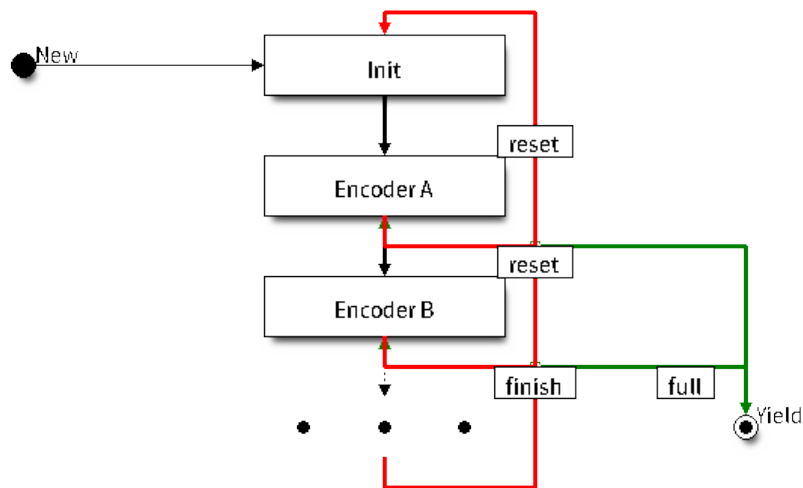 New
Init
reset
Encoder A
reset
Encoder B
finish
full
Yield